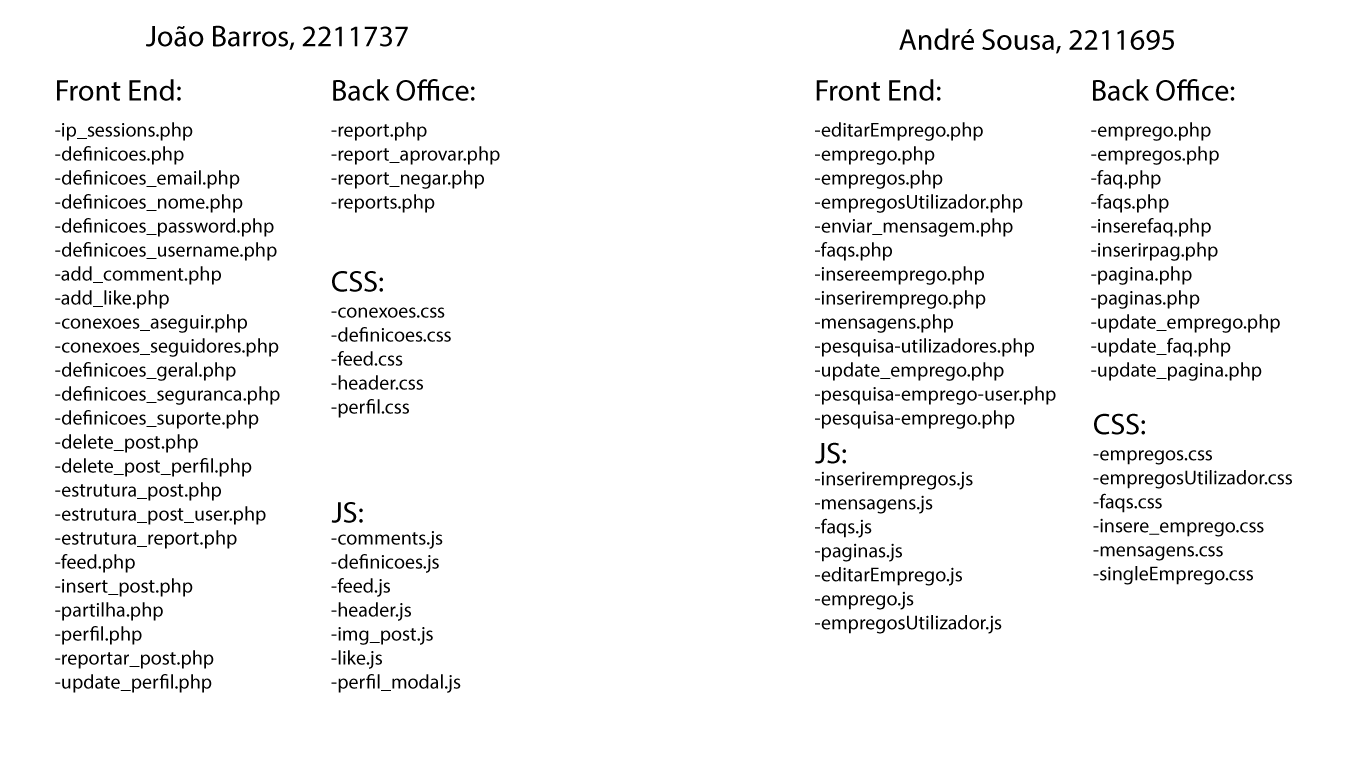 João Barros, 2211737
Front End:
-ip_sessions.php
-definicoes.php
-definicoes_email.php
-definicoes_nome.php
-definicoes_password.php
-definicoes_username.php
-add_comment.php
-add_like.php
-conexoes_aseguir.php
-conexoes_seguidores.php
-definicoes_geral.php
-definicoes_seguranca.php
-definicoes_suporte.php
-delete_post.php
-delete_post_perfil.php
-estrutura_post.php
-estrutura_post_user.php
-estrutura_report.php
-feed.php
-insert_post.php
-partilha.php
-perfil.php
-reportar_post.php
-update_perfil.php
Back Office:
-report.php
-report_aprovar.php
-report_negar.php
-reports.php
CSS:
-conexoes.css
-definicoes.css
-feed.css
-header.css
-perfil.css
JS:
-comments.js
-definicoes.js
-feed.js
-header.js
-img_post.js
-like.js
-perfil_modal.js
André Sousa, 2211695
Front End:
-editarEmprego.php
-emprego.php
-empregos.php
-empregosUtilizador.php
-enviar_mensagem.php
-faqs.php
-insereemprego.php
-inseriremprego.php
-mensagens.php
-pesquisa-utilizadores.php
-update_emprego.php
-pesquisa-emprego-user.php
-pesquisa-emprego.php
JS:
-inserirempregos.js
-mensagens.js
-faqs.js
-paginas.js
-editarEmprego.js
-emprego.js
-empregosUtilizador.js
Back Office:
-emprego.php
-empregos.php
-faq.php
-faqs.php
-inserefaq.php
-inserirpag.php
-pagina.php
-paginas.php
-update_emprego.php
-update_faq.php
-update_pagina.php
CSS:
-empregos.css
-empregosUtilizador.css
-faqs.css
-insere_emprego.css
-mensagens.css
-singleEmprego.css